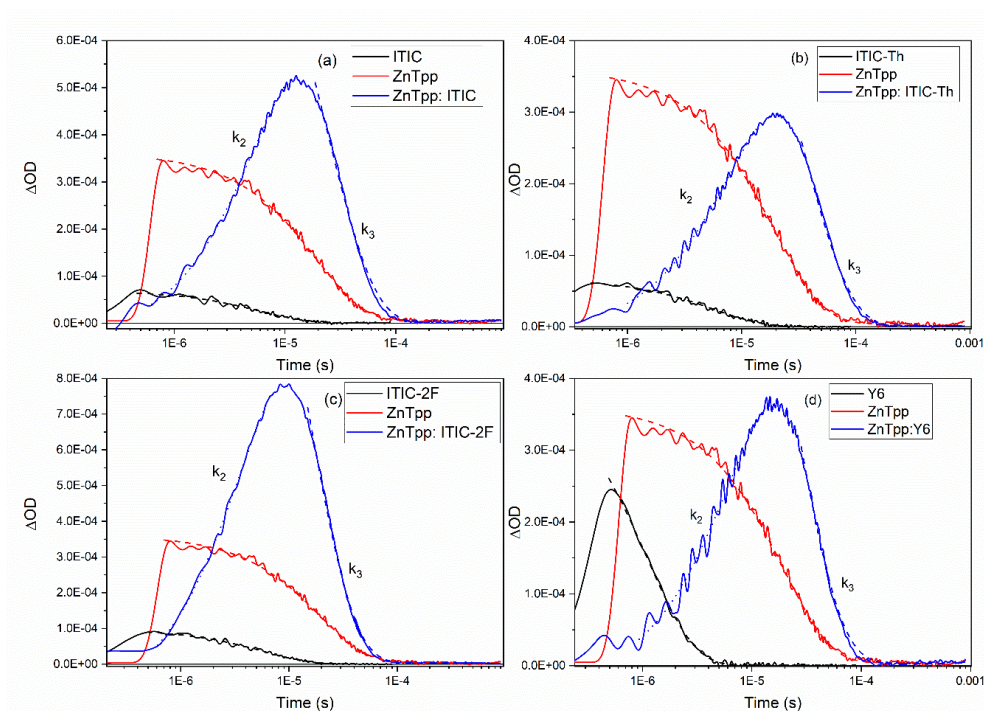 (a)
ITIC
ZnTpp
ZnTpp: ITIC
k2
k3
6.0E-04
5.0E-04
4.0E-04
3.0E-04
2.0E-04
1.0E-04
0.0E+00
ΔOD
1E-6
1E-5
1E-4
Time (s)
(b)
ITIC-Th
ZnTpp
ZnTpp: ITIC-Th
k2
k3
4.0E-04
3.0E-04
2.0E-04
1.0E-04
0.0E+00
ΔOD
1E-6
1E-5
1E-4
0.001
Time (s)
(c)
ITIC-2F
ZnTpp
ZnTpp: ITIC-2F
k2
k3
8.0E-04
7.0E-04
6.0E-04
5.0E-04
4.0E-04
3.0E-04
2.0E-04
1.0E-04
0.0E+00
ΔOD
1E-6
1E-5
1E-4
Time (s)
(d)
Y6
ZnTpp
ZnTpp:Y6
k2
k3
4.0E-04
3.0E-04
2.0E-04
1.0E-04
0.0E+00
ΔOD
1E-6
1E-5
1E-4
0.001
Time (s)